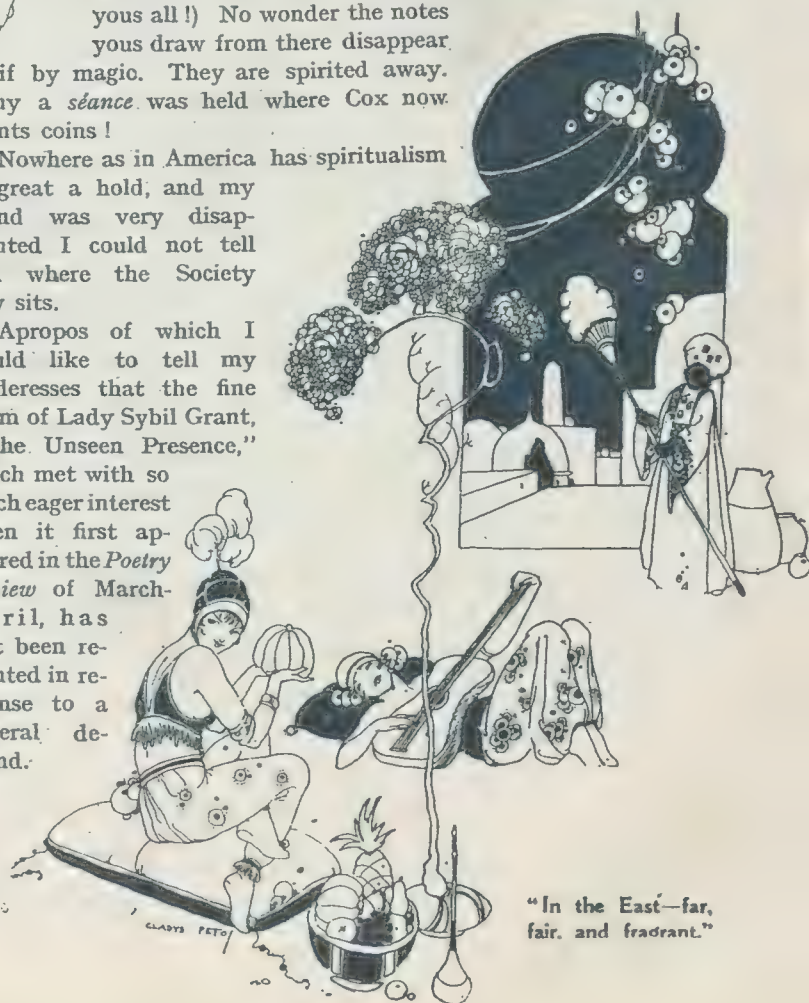 yous all !) No wonder the notes
yous draw from there disappear
if by magic. They are spirited away.
ny a séance was held where Cox now
nts coins !
Nowhere as in America has spiritualism
great a hold, and my
nd was very disap-
nted I could not tell
where the Society
y sits.
Apropos of which I
uld like to tell my
deresses that the fine
m of Lady Sybil Grant,
he Unseen Presence,"
ch met with so
ch eager interest
en it first ap-
red in the Poetry
iew of March-
ril, has
t been re-
nted in re-
nse to a
eral de-
nd.
GLADYS PETO
"In the East—far,
fair, and fragrant."